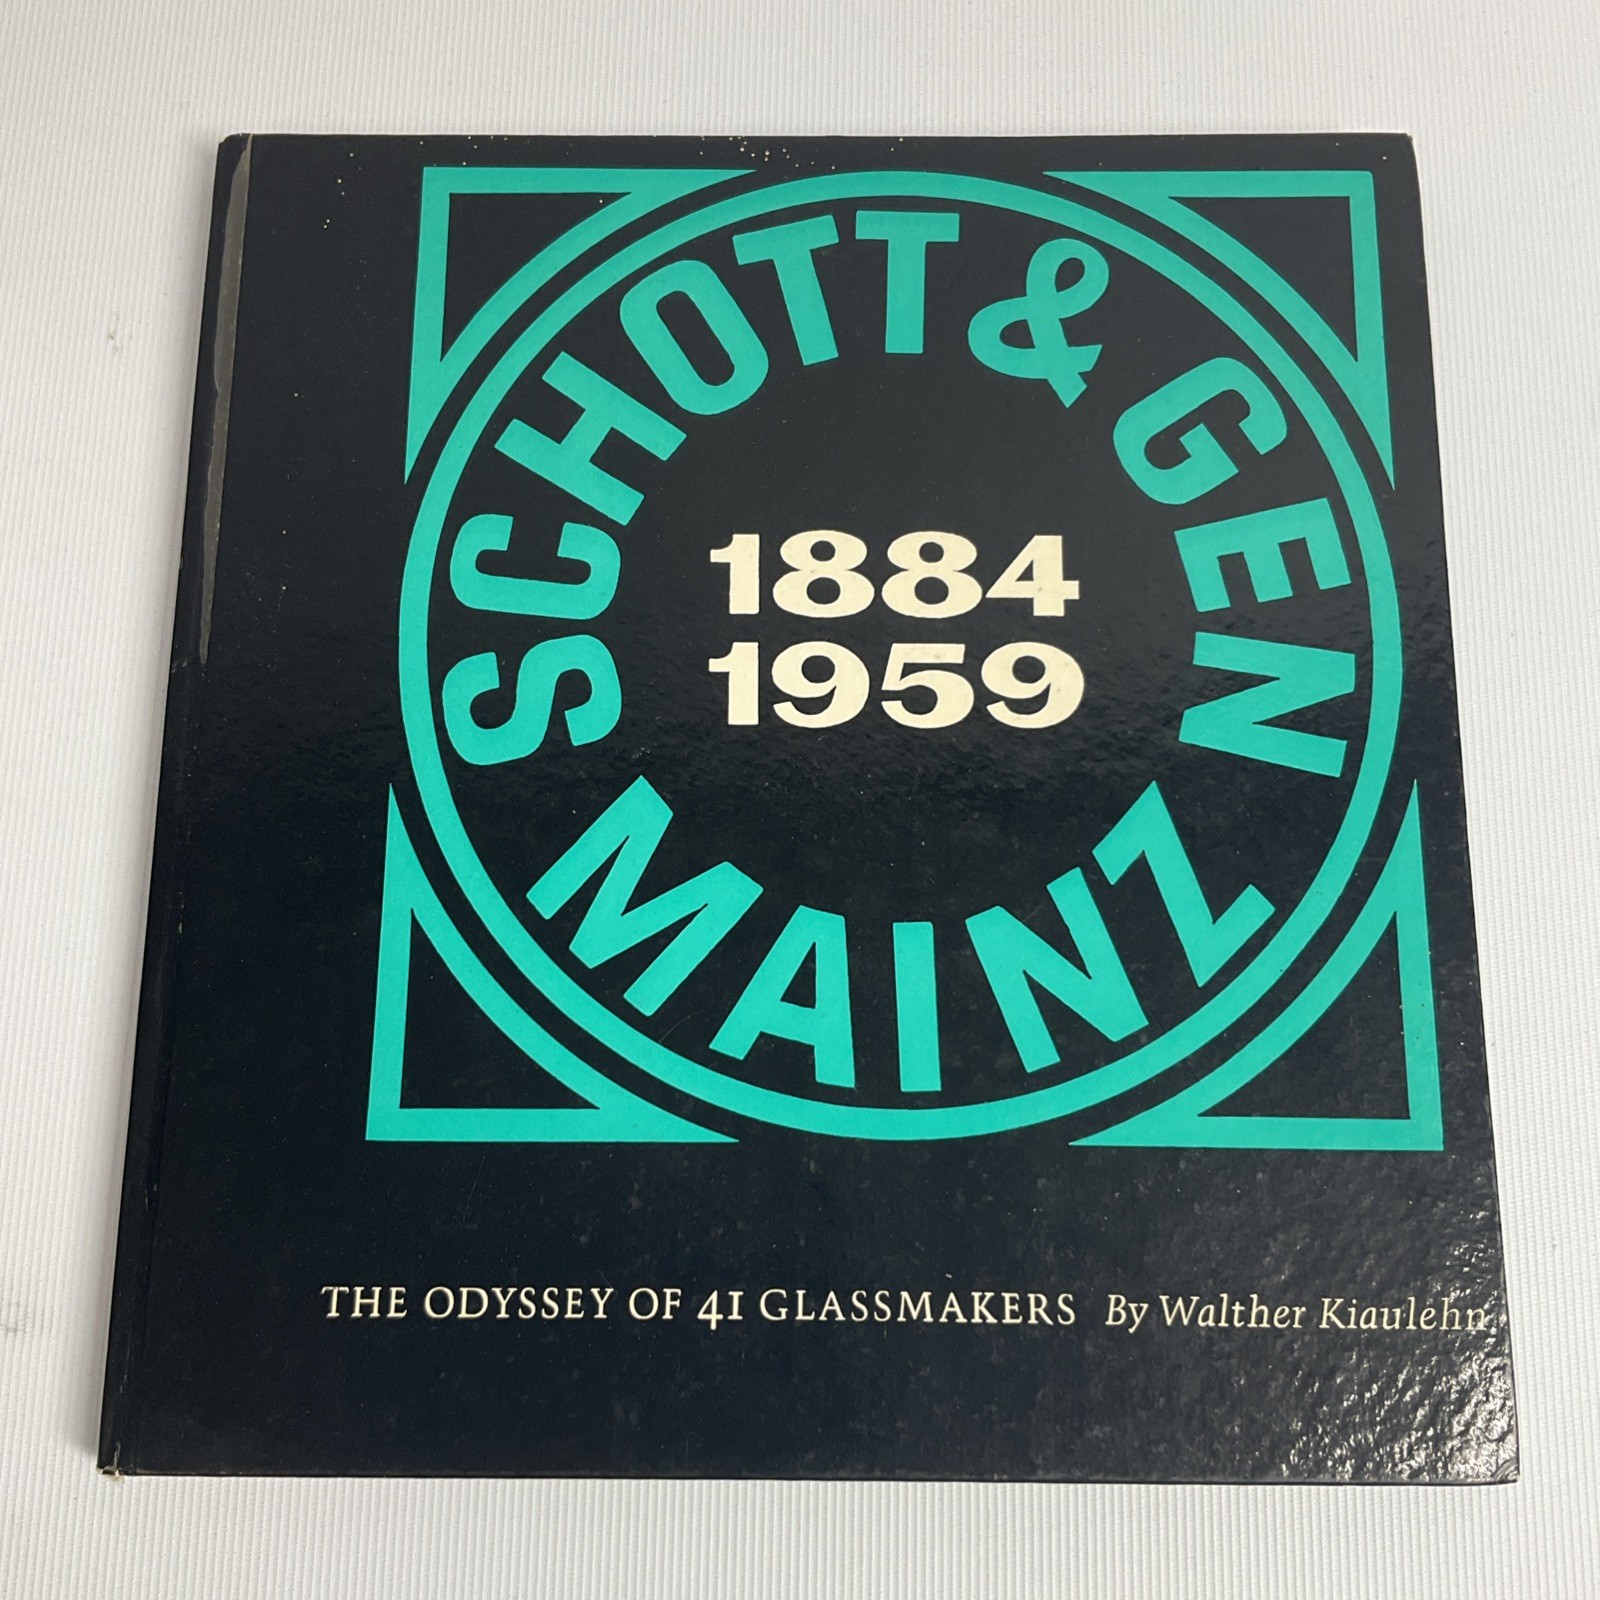 SCHOTT & GEN
MAINZ
1884
1959
THE ODYSSEY OF 41 GLASSMAKERS By Walther Kiaulehn